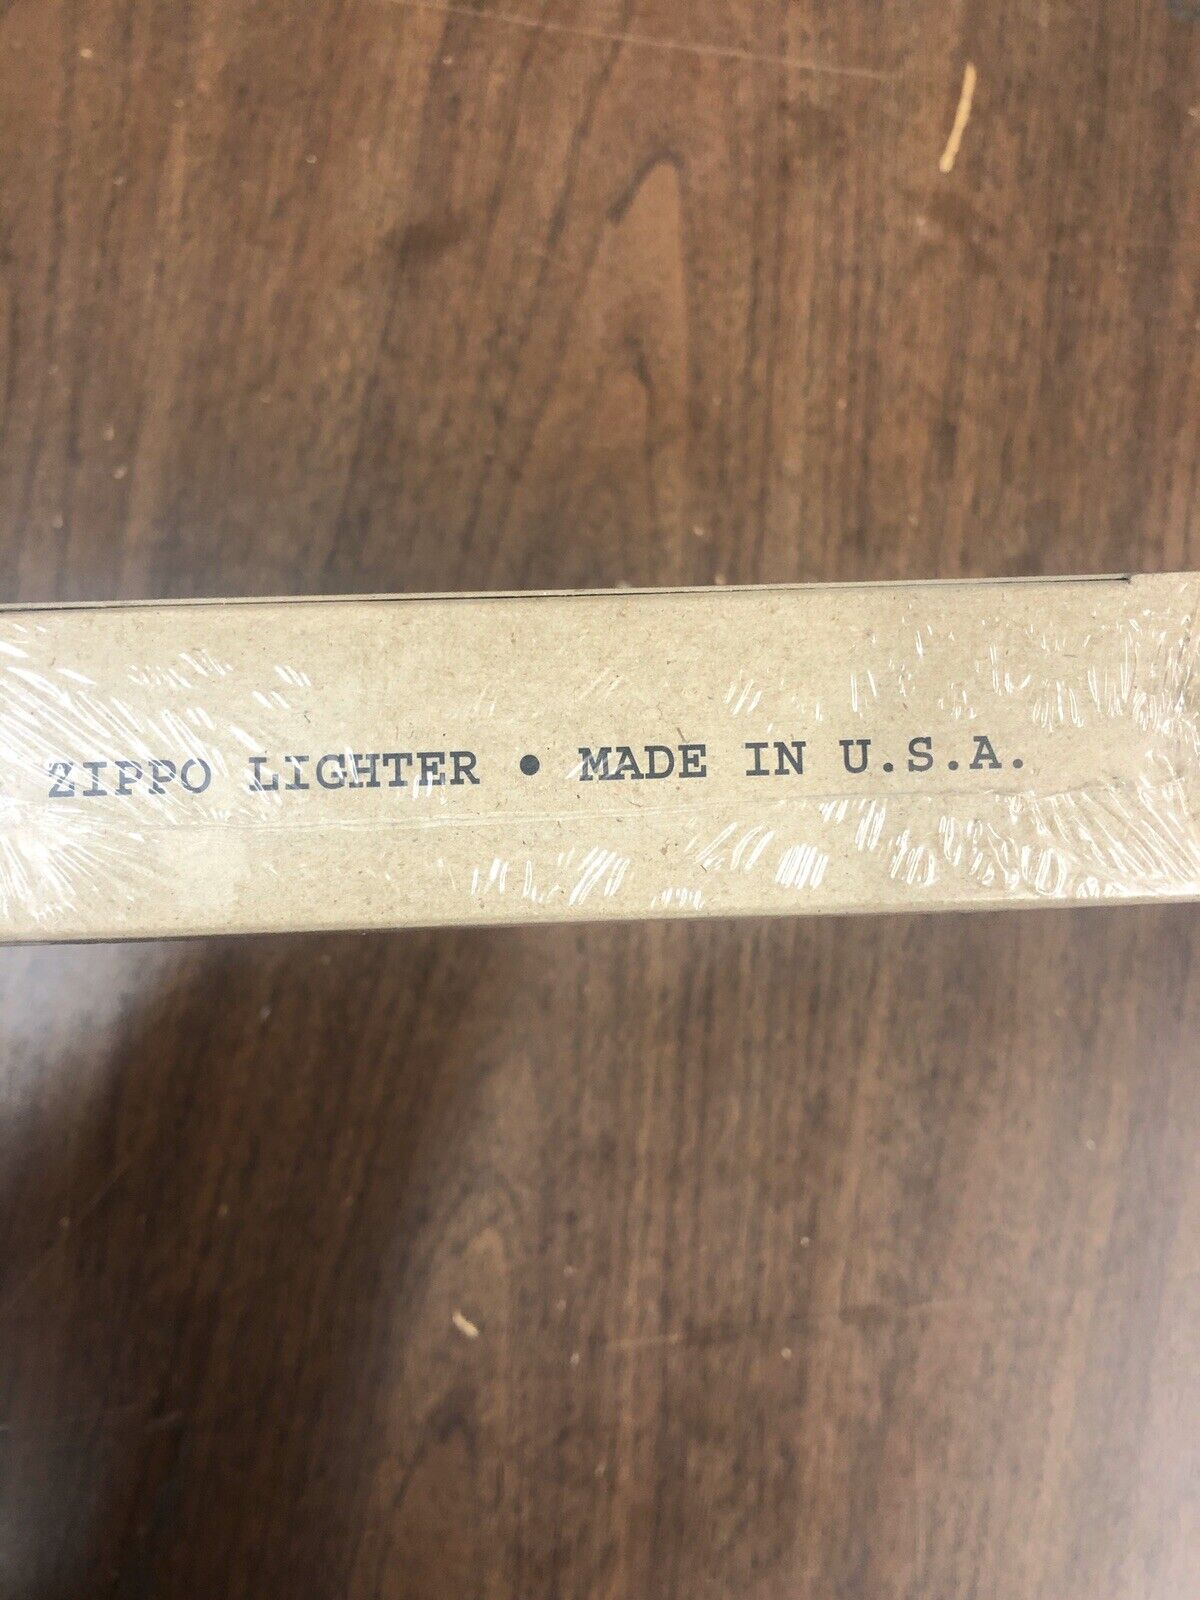 ZIPPO LIGHTER • MADE IN U.S.A.